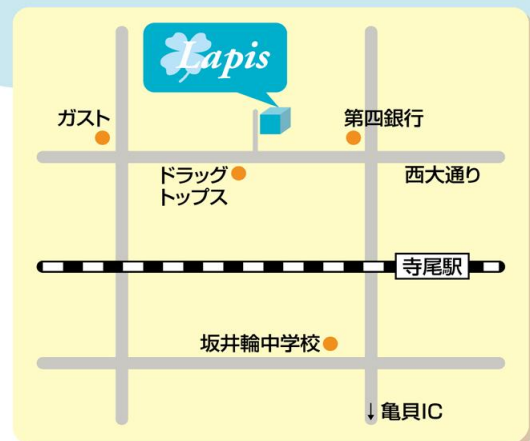 Lapis
ガスト
第四銀行
ドラッグ
トップス
西大通り
寺尾駅
坂井輪中学校
↓亀貝IC